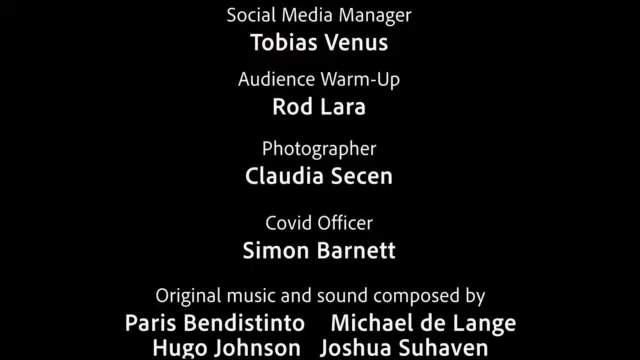 Social Media Manager
Tobias Venus
Audience Warm-Up
Rod Lara
Photographer
Claudia Secen
Covid Officer
Simon Barnett
Original music and sound composed by
Paris Bendistinto Michael de Lange
Hugo Johnson Joshua Suhaven